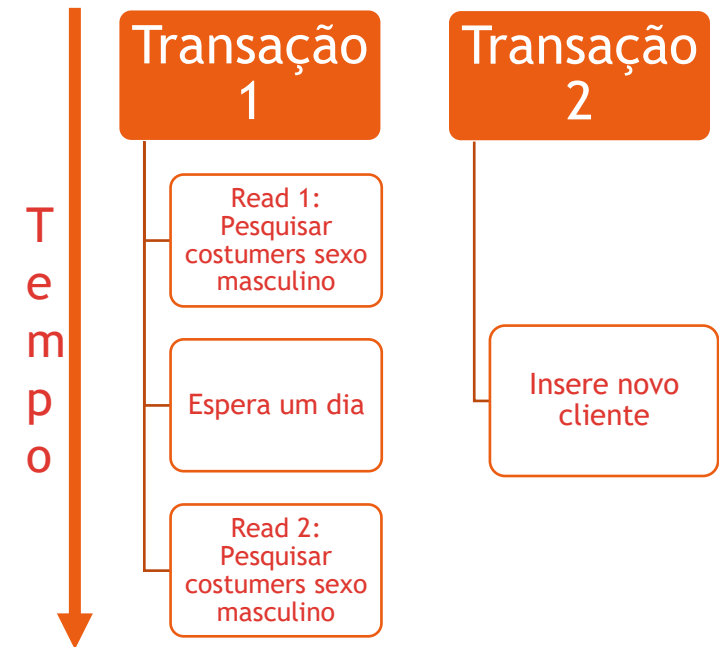 Tempo
Transação
1
Read 1:
Pesquisar
costumers sexo
masculino
Espera um dia
Read 2:
Pesquisar
costumers sexo
masculino
Transação
2
Insere novo
cliente